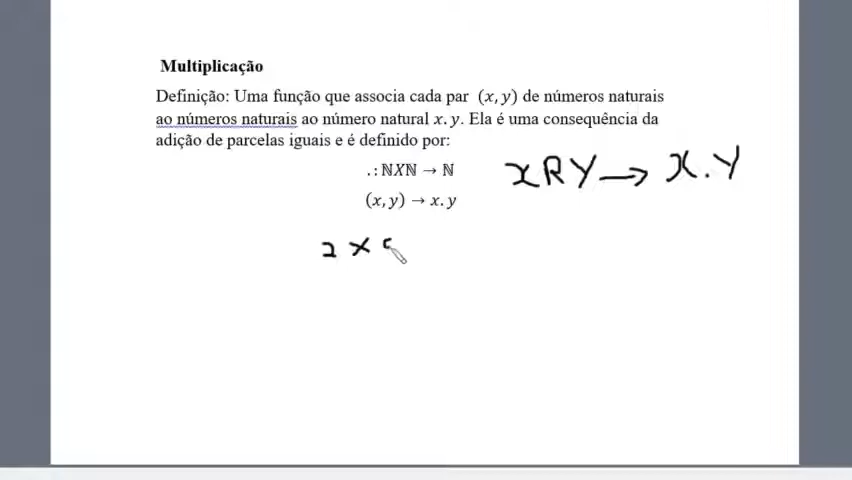 Multiplicação
Definição: Uma função que associa cada par (x, y) de números naturais
ao números naturais ao número natural x. y. Ela é uma consequência da
adição de parcelas iguais e é definido por:
.: ℕXℕ → ℕ
(x, y) → x. y
x R Y → X . Y
2 X